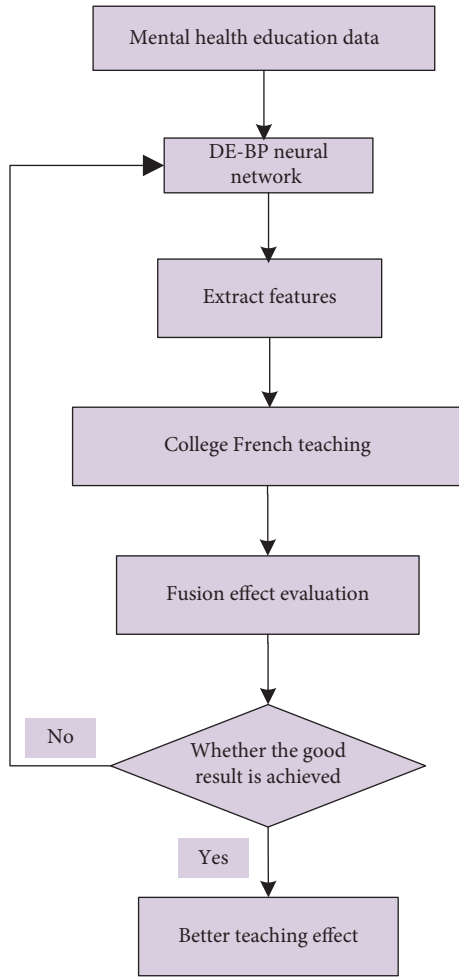 Mental health education data
DE-BP neural
network
Extract features
College French teaching
Fusion effect evaluation
No
Whether the good
result is achieved
Yes
Better teaching effect